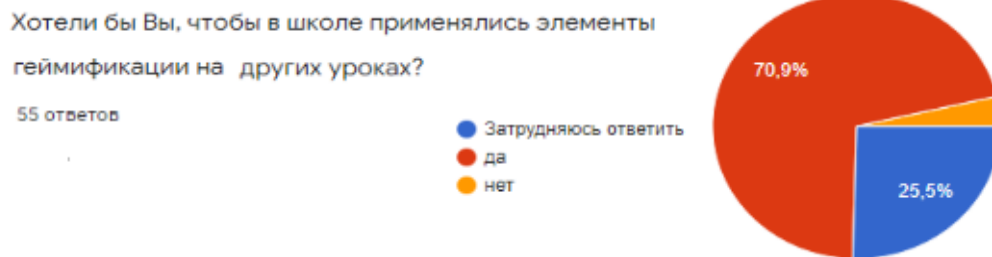 Хотели бы Вы, чтобы в школе применялись элементы
геймификации на других уроках?
55 ответов
Затрудняюсь ответить
да
нет
70,9%
25,5%